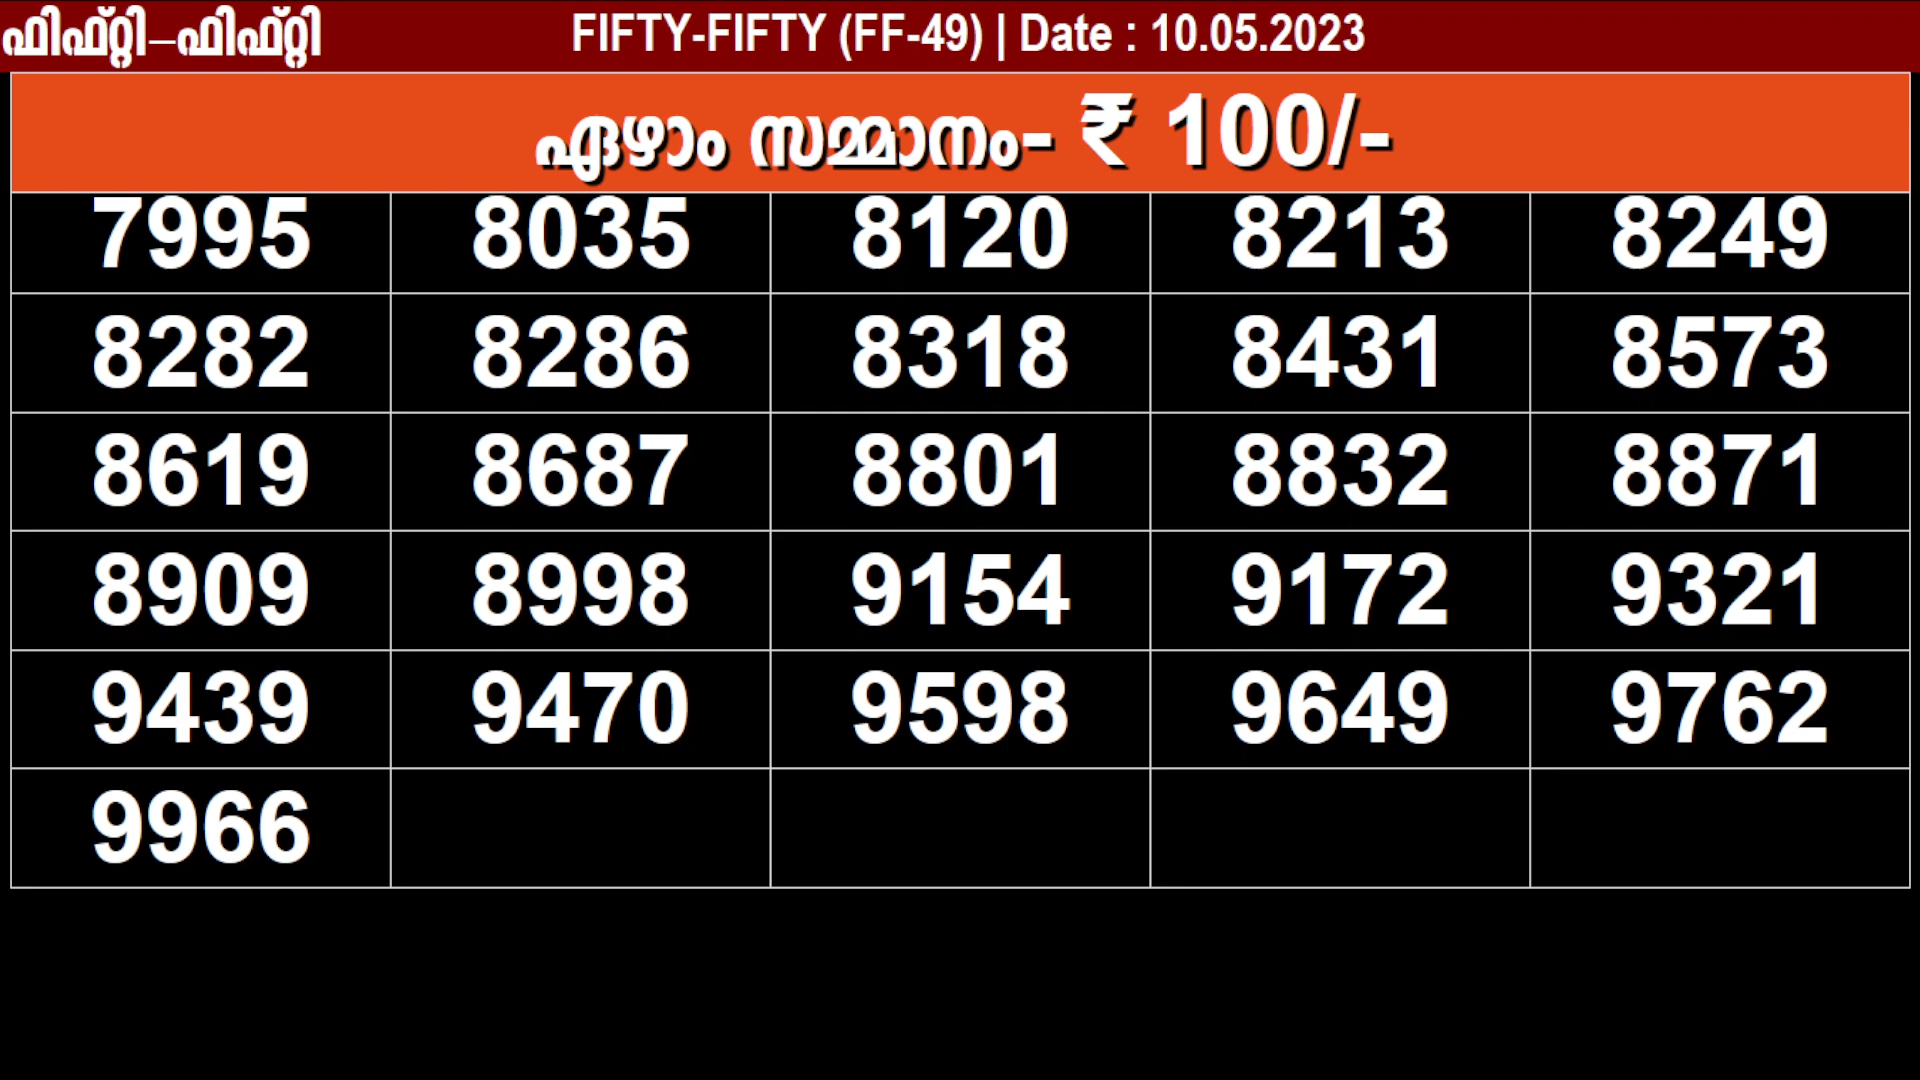 ഫിഫ്റ്റി–ഫിഫ്റ്റി FIFTY-FIFTY (FF-49) | Date : 10.05.2023
ഏഴാം സമ്മാനം- ₹ 100/-
7995 8035 8120 8213 8249
8282 8286 8318 8431 8573
8619 8687 8801 8832 8871
8909 8998 9154 9172 9321
9439 9470 9598 9649 9762
9966